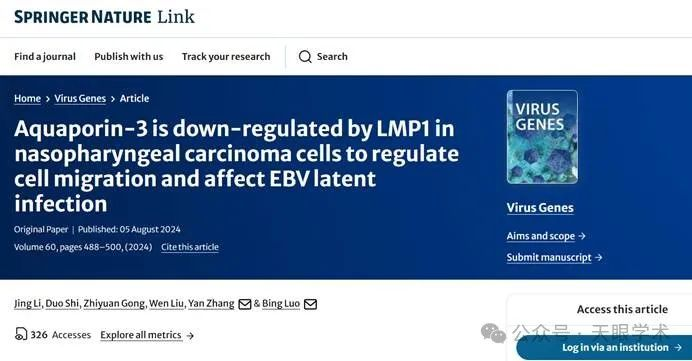 SPRINGER NATURE Link
Find a journal Publish with us Track your research Search
Home > Virus Genes > Article
Aquaporin-3 is down-regulated by LMP1 in
nasopharyngeal carcinoma cells to regulate
cell migration and affect EBV latent
infection
Original Paper | Published: 05 August 2024
Volume 60, pages 488–500, (2024) Cite this article
VIRUS
GENES
Virus Genes
Aims and scope →
Submit manuscript →
Jing Li, Duo Shi, Zhiyuan Gong, Wen Liu, Yan Zhang & Bing Luo
326 Accesses Explore all metrics →
Access this article
公众号 · 天眼学术
Log in via an institution →